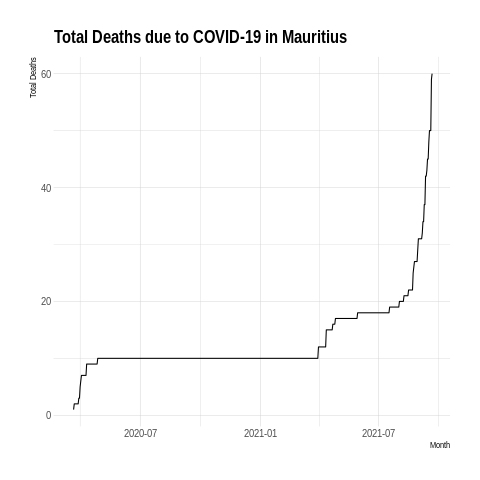 Total Deaths due to COVID-19 in Mauritius
Total Deaths
60
40
20
0
2020-07
2021-01
2021-07
Month